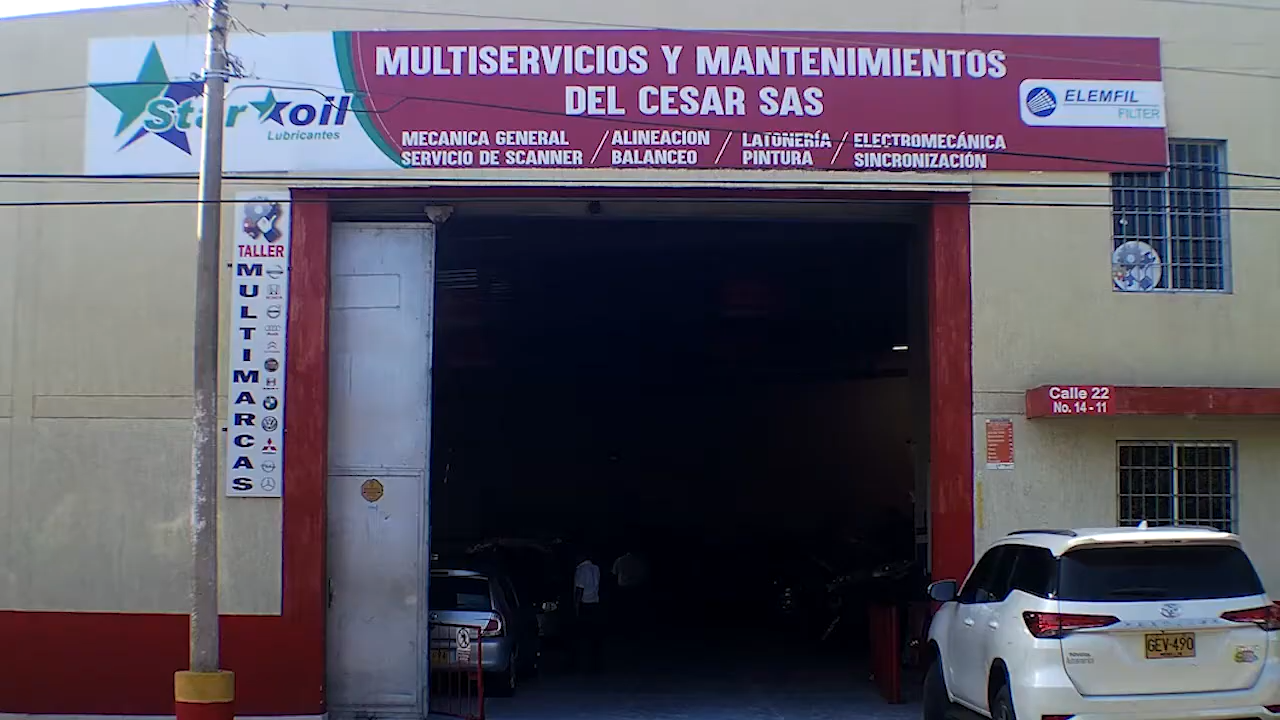 Star oil
Lubricantes
MULTISERVICIOS Y MANTENIMIENTOS
DEL CESAR SAS
MECANICA GENERAL / ALINEACION / LATONERÍA / ELECTROMECÁNICA
SERVICIO DE SCANNER / BALANCEO / PINTURA / SINCRONIZACIÓN
ELEMFIL
FILTER
TALLER
MULTIMARCAS
Calle 22
No. 14 - 11
GEV-490